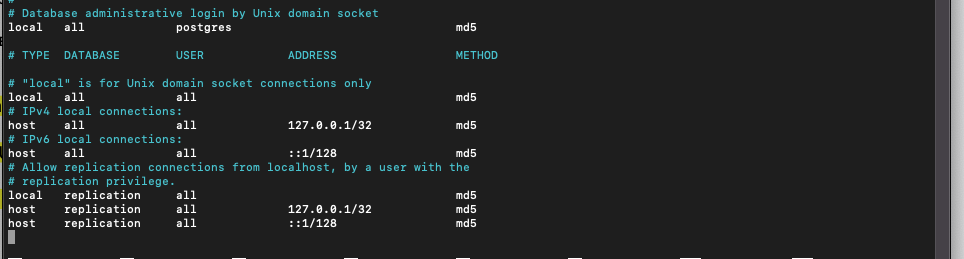 #
# Database administrative login by Unix domain socket
local   all             postgres                                md5
# TYPE  DATABASE        USER            ADDRESS                 METHOD
# "local" is for Unix domain socket connections only
local   all             all                                     md5
# IPv4 local connections:
host    all             all             127.0.0.1/32            md5
# IPv6 local connections:
host    all             all             ::1/128                 md5
# Allow replication connections from localhost, by a user with the
# replication privilege.
local   replication     all                                     md5
host    replication     all             127.0.0.1/32            md5
host    replication     all             ::1/128                 md5